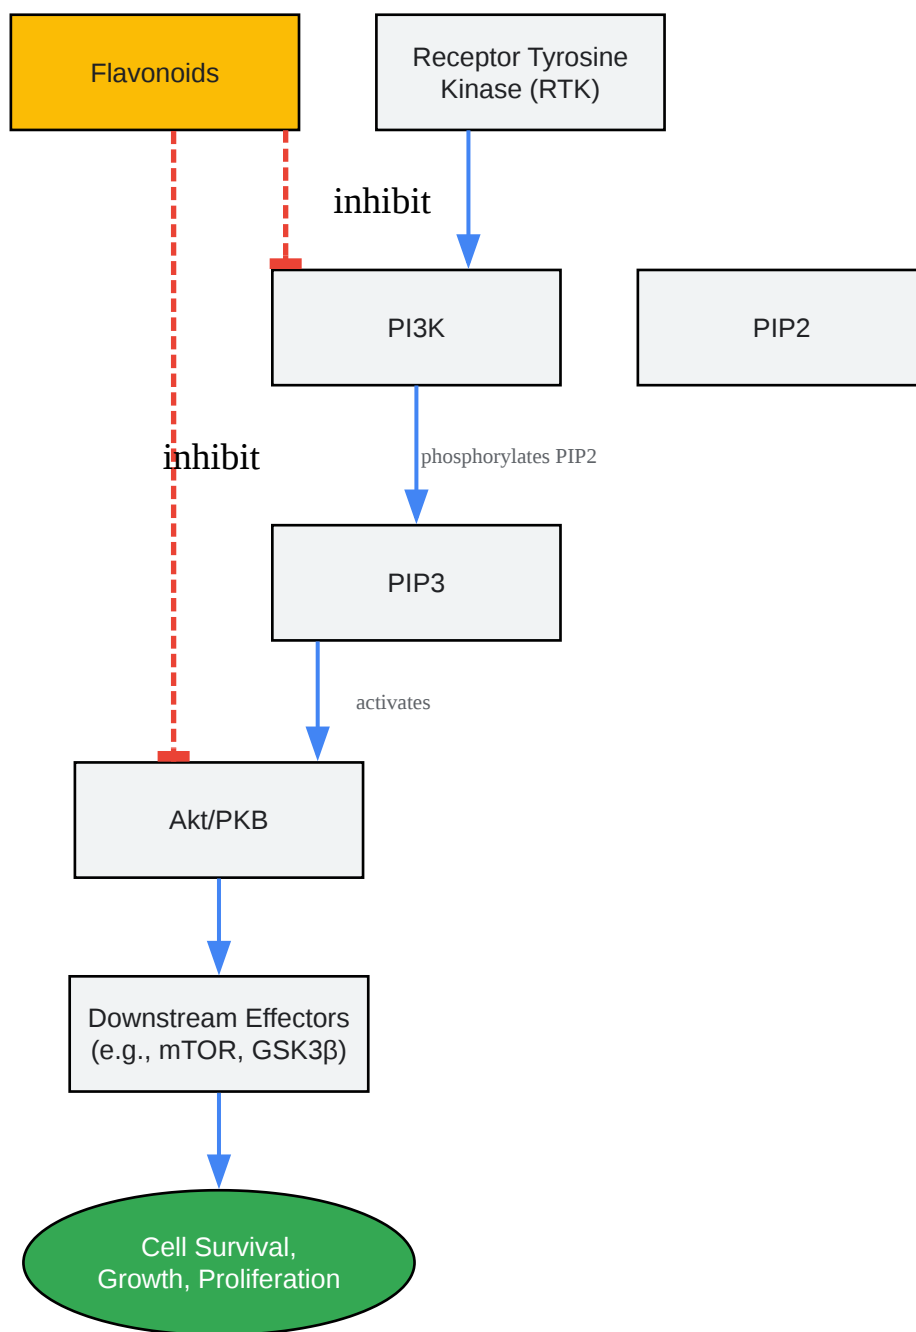 Flavonoids
Receptor Tyrosine
Kinase (RTK)
inhibit
PI3K
PIP2
inhibit
phosphorylates PIP2
PIP3
activates
Akt/PKB
Downstream Effectors
(e.g., mTOR, GSK3β)
Cell Survival,
Growth, Proliferation